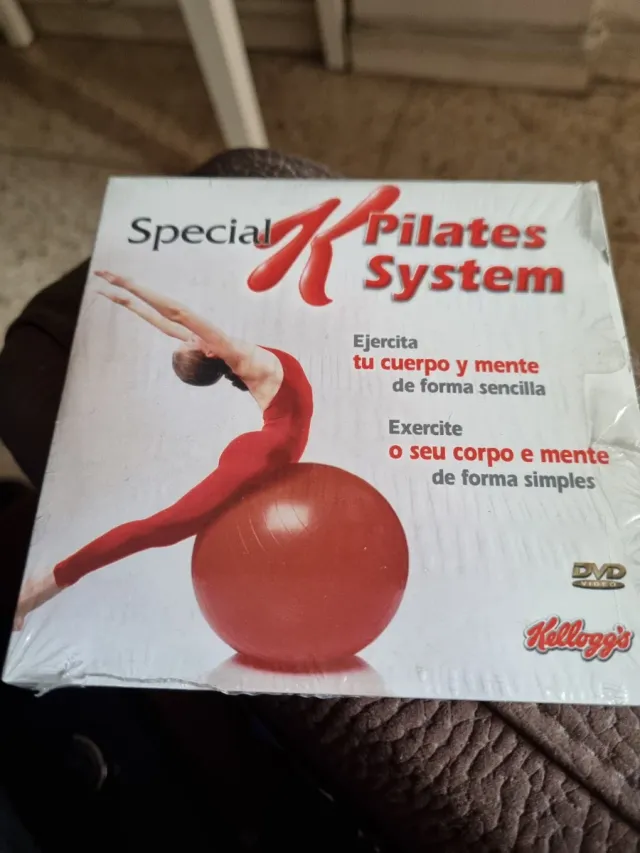 Special K Pilates
System
Ejercita
tu cuerpo y mente
de forma sencilla
Exercite
o seu corpo e mente
de forma simples
DVD
VIDEO
Kellogg's